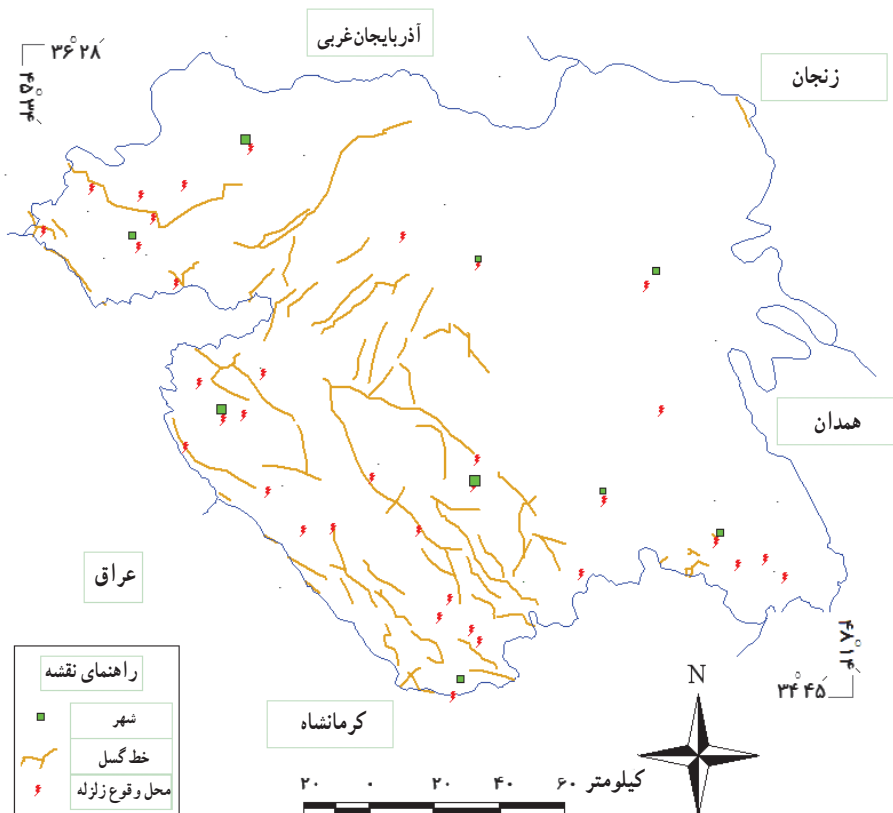 آذربایجان‌غربی
۳۶° ۲۸´
۴۵° ۳۴´
زنجان
همدان
عراق
۴۸° ۱۴´
۳۴° ۴۵´
N
کرمانشاه
کیلومتر
۲۰ ۰ ۲۰ ۴۰ ۶۰
راهنمای نقشه
شهر
خط گسل
محل وقوع زلزله